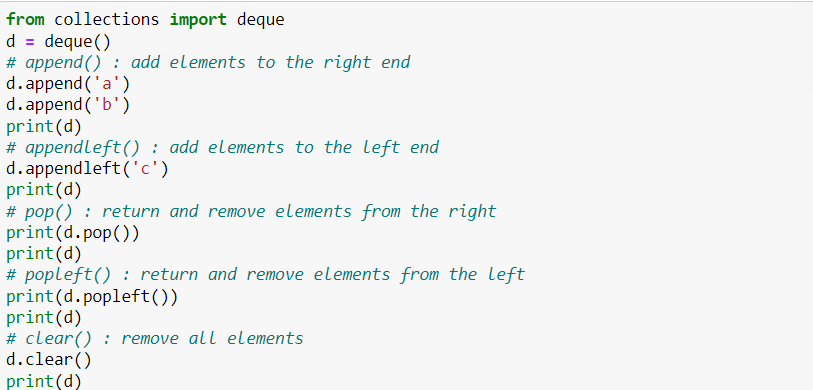 from collections import deque
d = deque()
# append() : add elements to the right end
d.append('a')
d.append('b')
print(d)
# appendleft() : add elements to the left end
d.appendleft('c')
print(d)
# pop() : return and remove elements from the right
print(d.pop())
print(d)
# popleft() : return and remove elements from the left
print(d.popleft())
print(d)
# clear() : remove all elements
d.clear()
print(d)